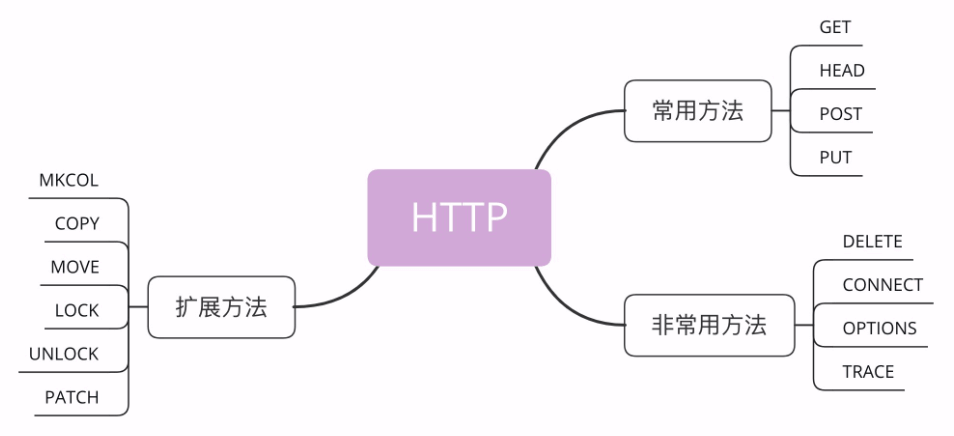 HTTP
常用方法
GET
HEAD
POST
PUT
非常用方法
DELETE
CONNECT
OPTIONS
TRACE
扩展方法
MKCOL
COPY
MOVE
LOCK
UNLOCK
PATCH